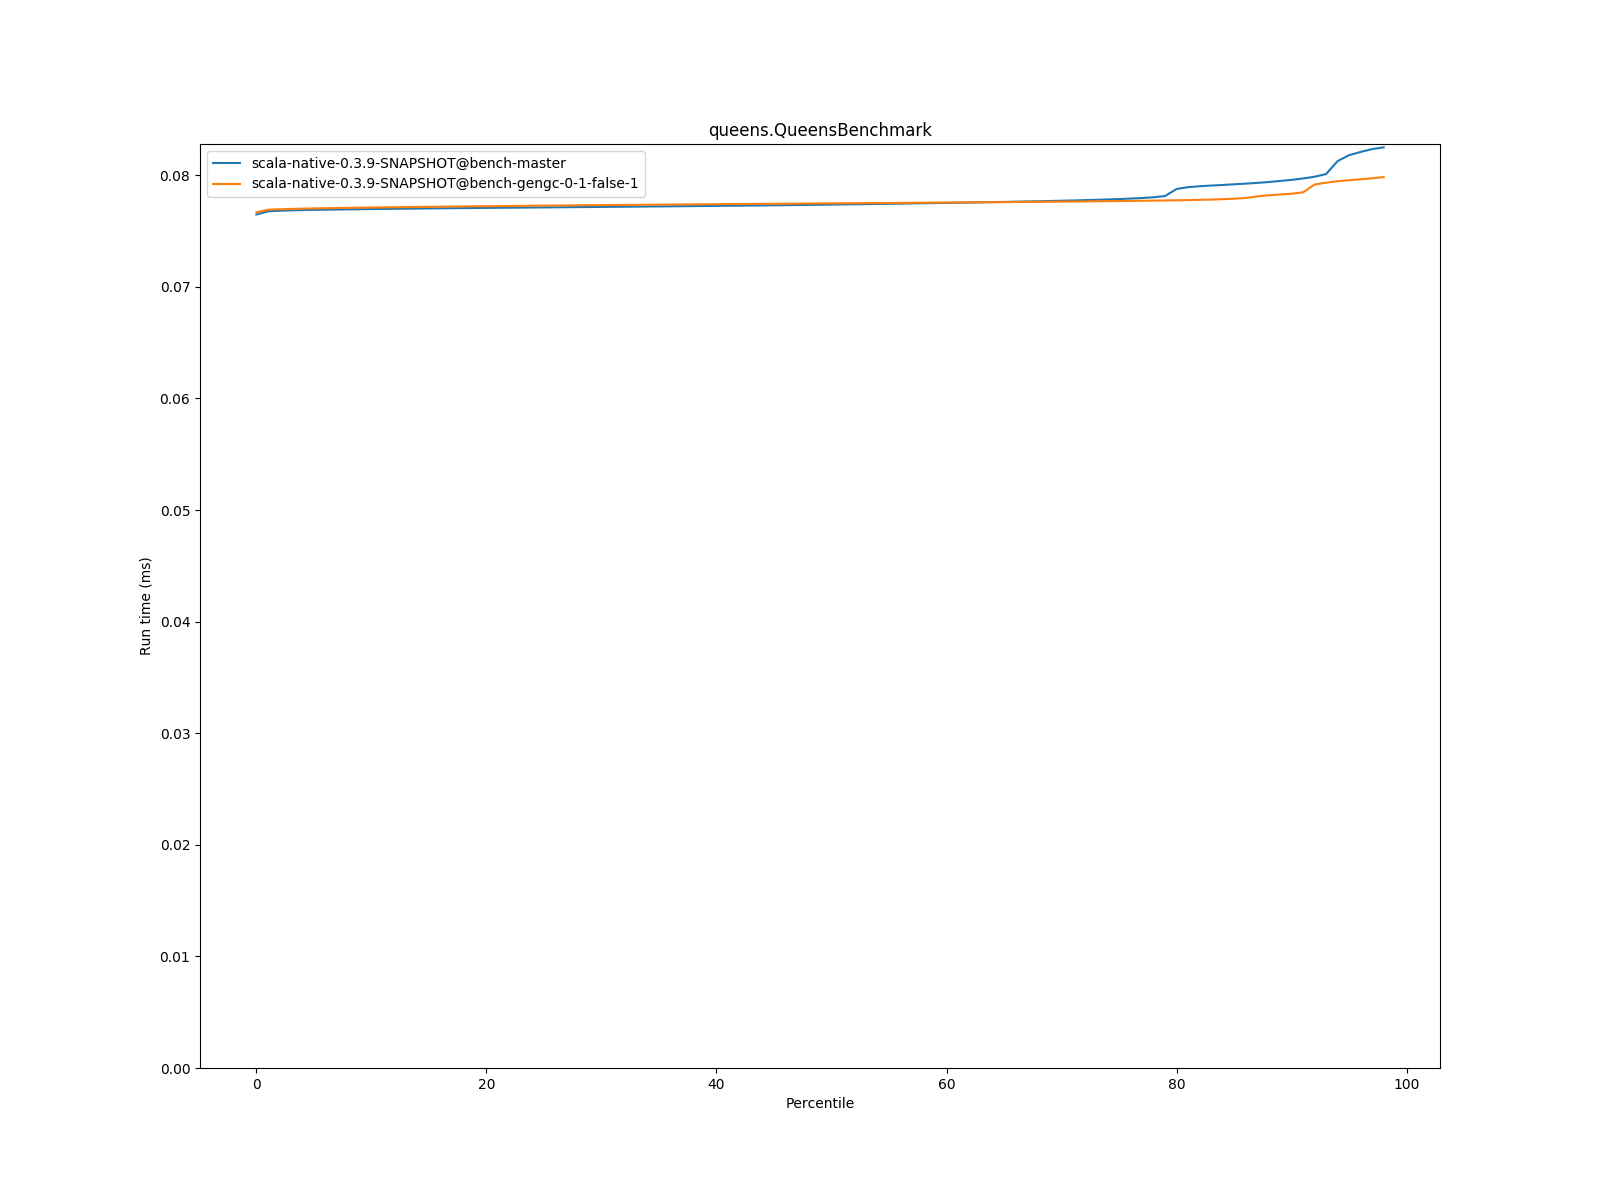 queens.QueensBenchmark
scala-native-0.3.9-SNAPSHOT@bench-master
scala-native-0.3.9-SNAPSHOT@bench-gengc-0-1-false-1
0.08
0.07
0.06
0.05
0.04
0.03
0.02
0.01
0.00
Run time (ms)
0 20 40 60 80 100
Percentile